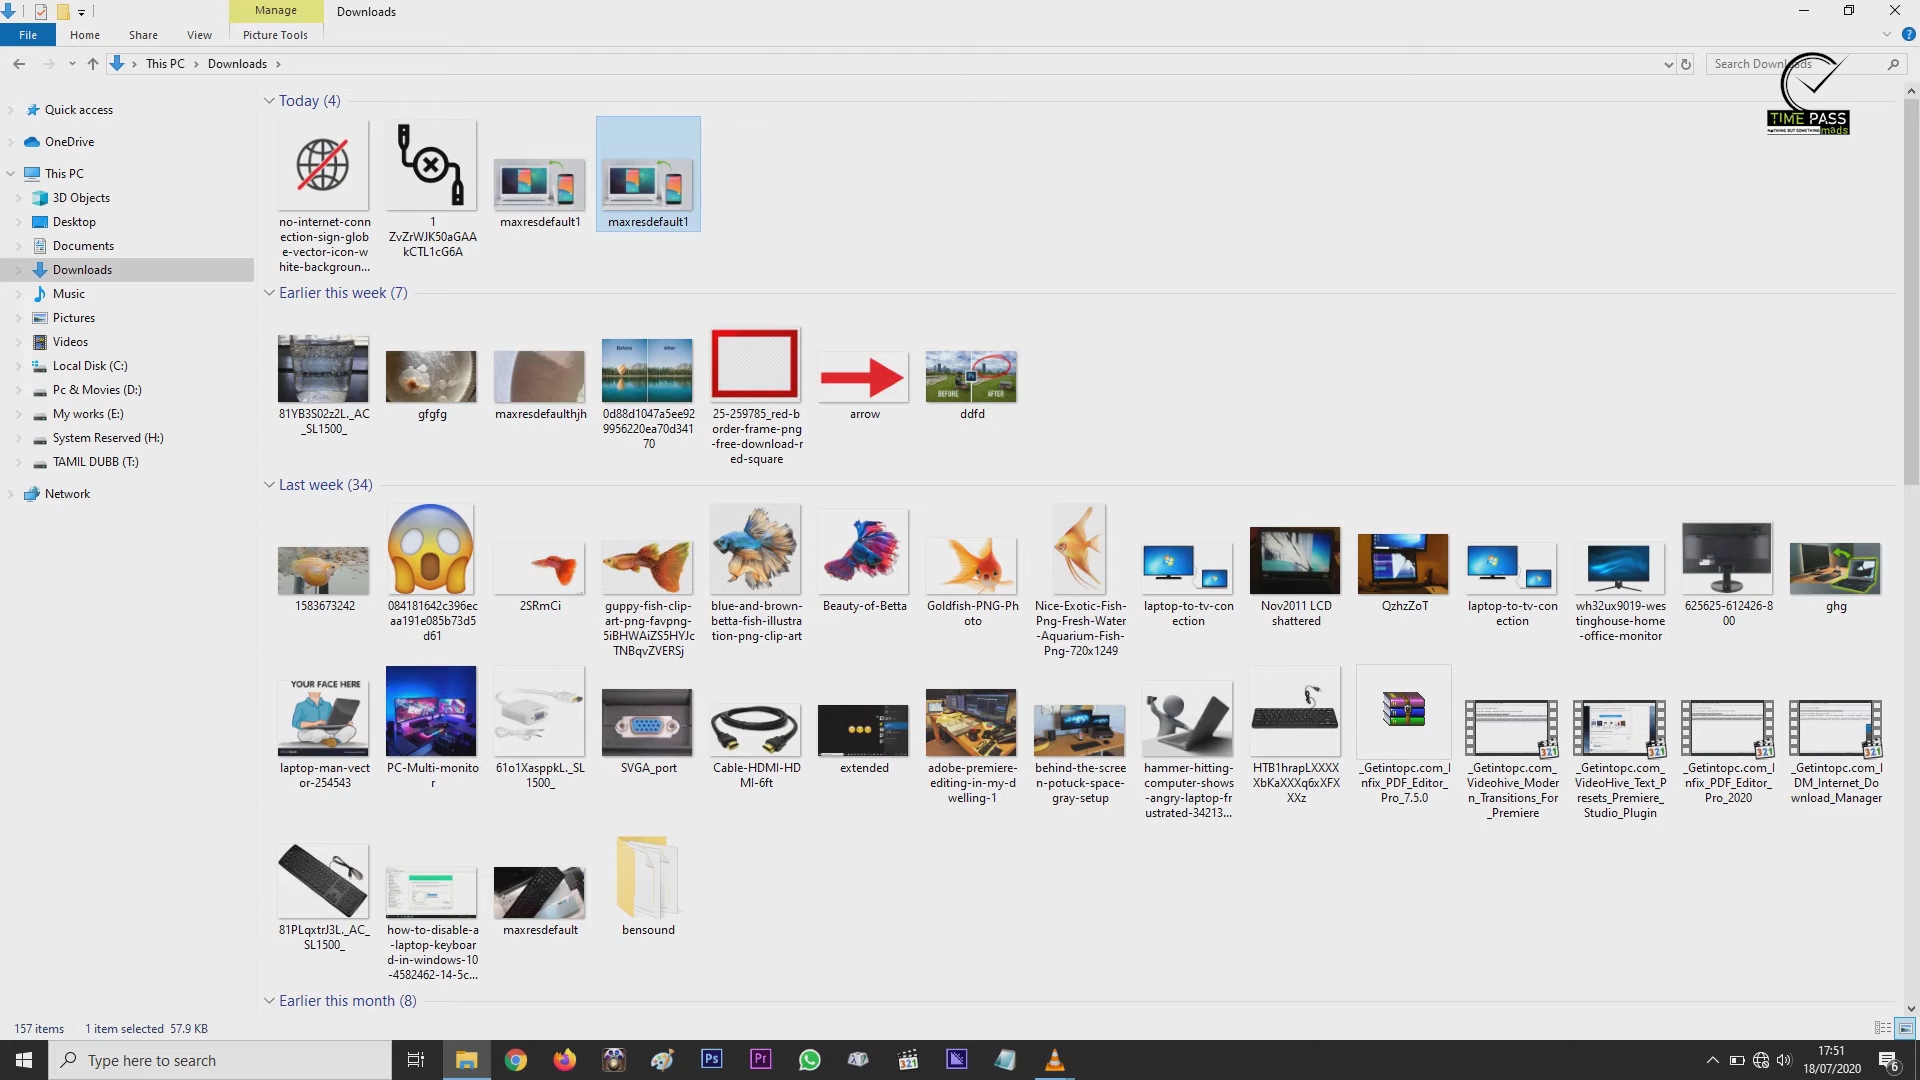 Manage
Downloads
File
Home
Share
View
Picture Tools
This PC
Downloads
Search Downloads
TIME PASS
NOTHING BUT SOMETHING
mads
Quick access
OneDrive
This PC
3D Objects
Desktop
Documents
Downloads
Music
Pictures
Videos
Local Disk (C:)
Pc & Movies (D:)
My works (E:)
System Reserved (H:)
TAMIL DUBB (T:)
Network
Today (4)
no-internet-conn
ection-sign-glob
e-vector-icon-w
hite-backgroun...
1
ZvZrWJK50aGAA
kCTL1cG6A
maxresdefault1
maxresdefault1
Earlier this week (7)
Before
After
BEFORE
AFTER
81YB3S02z2L._AC
_SL1500_
gfgfg
maxresdefaulthjh
0d88d1047a5ee92
9956220ea70d341
70
25-259785_red-b
order-frame-png
-free-download-r
ed-square
arrow
ddfd
Last week (34)
1583673242
084181642c396ec
aa191e085b73d5
d61
2SRmCi
guppy-fish-clip-
art-png-favpng-
5iBHWAiZS5HYJc
TNBqvZVERSj
blue-and-brown-
betta-fish-illustra
tion-png-clip-art
Beauty-of-Betta
Goldfish-PNG-Ph
oto
Nice-Exotic-Fish-
Png-Fresh-Water
-Aquarium-Fish-
Png-720x1249
laptop-to-tv-con
ection
Nov2011 LCD
shattered
QzhzZoT
laptop-to-tv-con
ection
wh32ux9019-wes
tinghouse-home
-office-monitor
625625-612426-8
00
ghg
YOUR FACE HERE
laptop-man-vect
or-254543
PC-Multi-monito
r
61o1XasppkL._SL
1500_
SVGA_port
Cable-HDMI-HD
MI-6ft
extended
adobe-premiere-
editing-in-my-d
welling-1
behind-the-scree
n-potuck-space-
gray-setup
hammer-hitting-
computer-shows
-angry-laptop-fr
ustrated-34213...
HTB1hrapLXXXX
XbKaXXXq6xXFX
XXz
_Getintopc.com_I
nfix_PDF_Editor_
Pro_7.5.0
_Getintopc.com_
Videohive_Moder
n_Transitions_For
_Premiere
_Getintopc.com_
VideoHive_Text_P
resets_Premiere_
Studio_Plugin
_Getintopc.com_I
nfix_PDF_Editor_
Pro_2020
_Getintopc.com_I
DM_Internet_Do
wnload_Manager
81PLqxtrJ3L._AC_
SL1500_
how-to-disable-a
-laptop-keyboar
d-in-windows-10
-4582462-14-5c...
maxresdefault
bensound
Earlier this month (8)
157 items
1 item selected 57.9 KB
Type here to search
Ps
Pr
321
17:51
18/07/2020
6